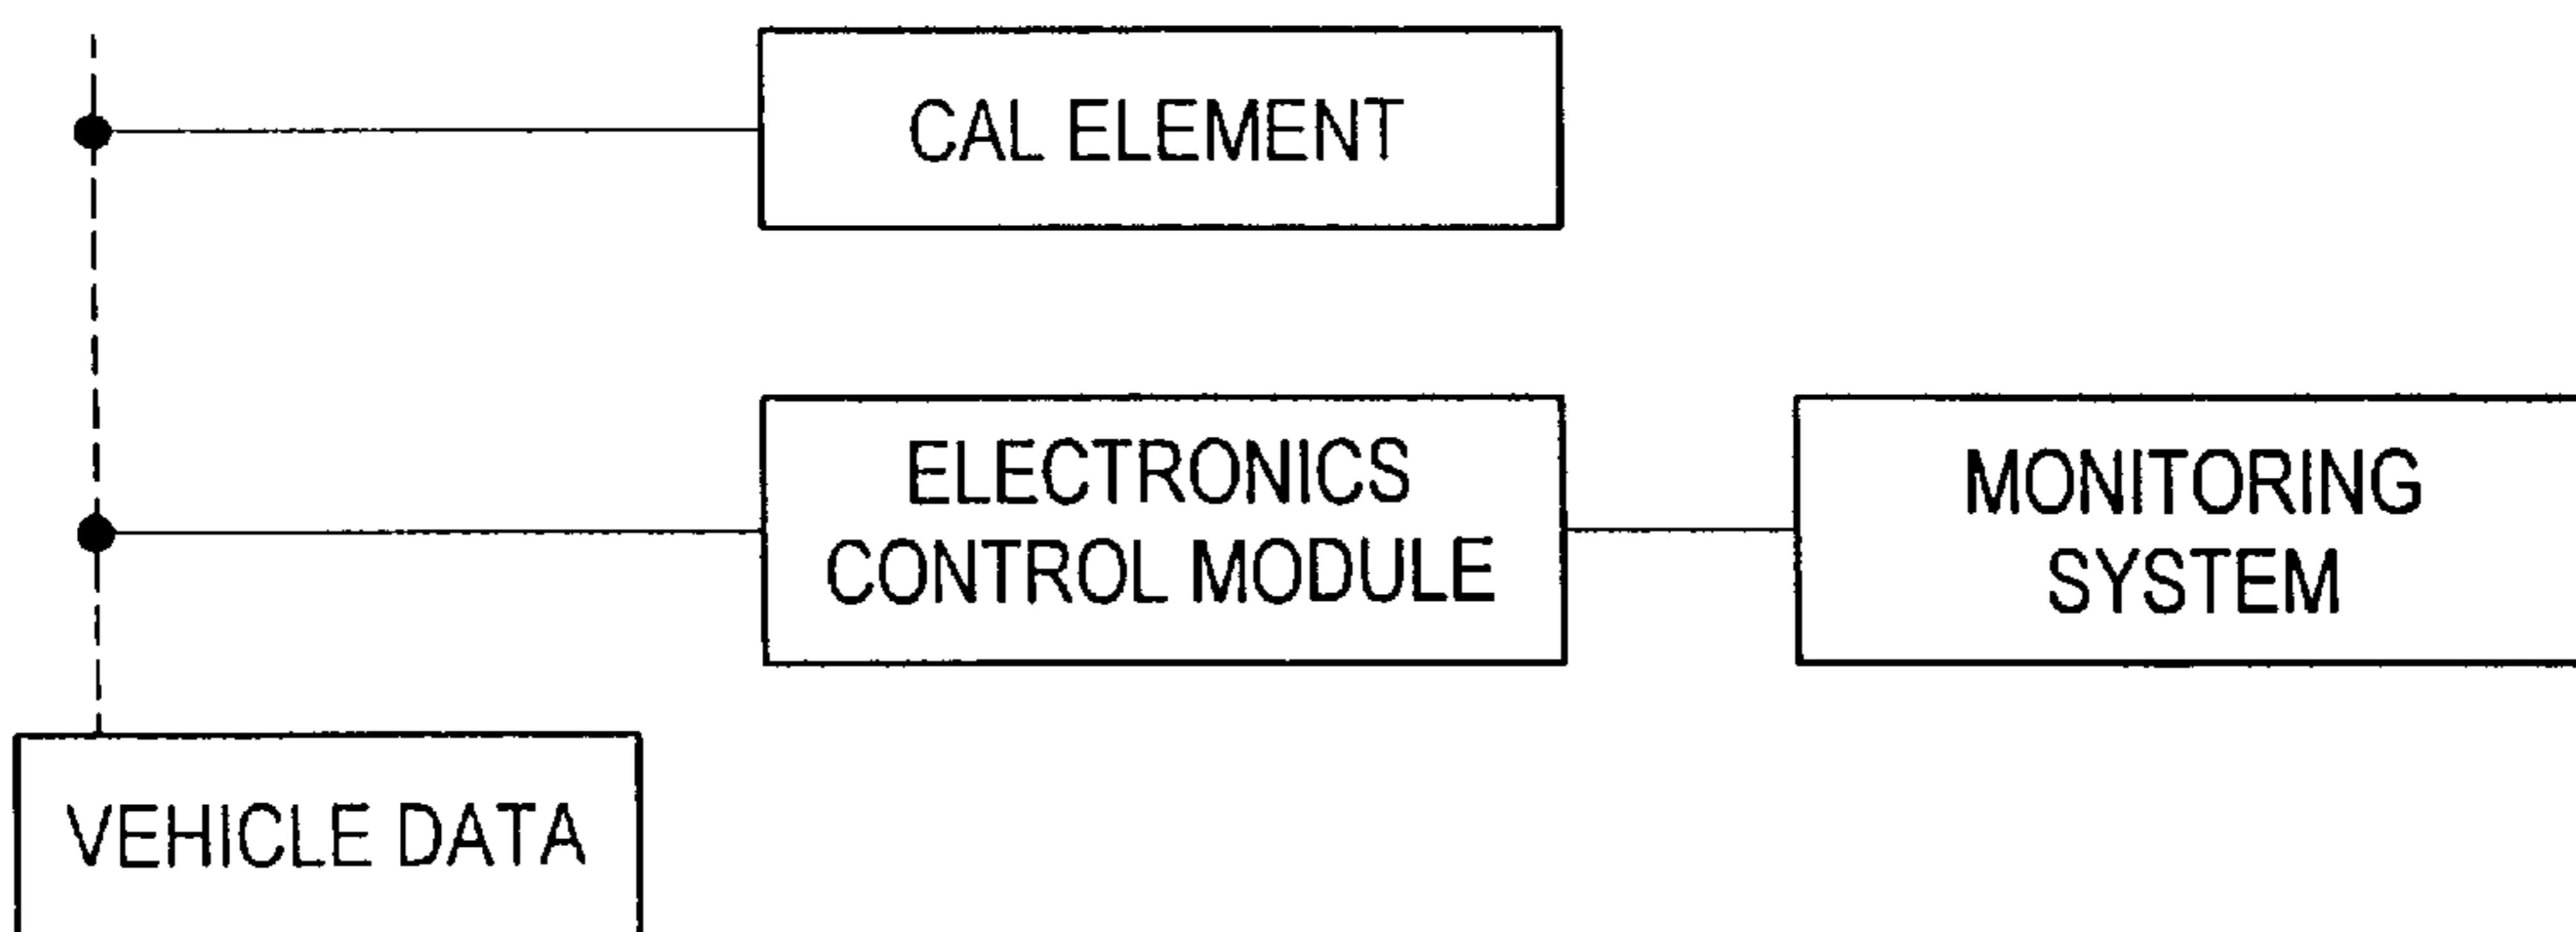 CAL ELEMENT
ELECTRONICS
CONTROL MODULE
MONITORING
SYSTEM
VEHICLE DATA